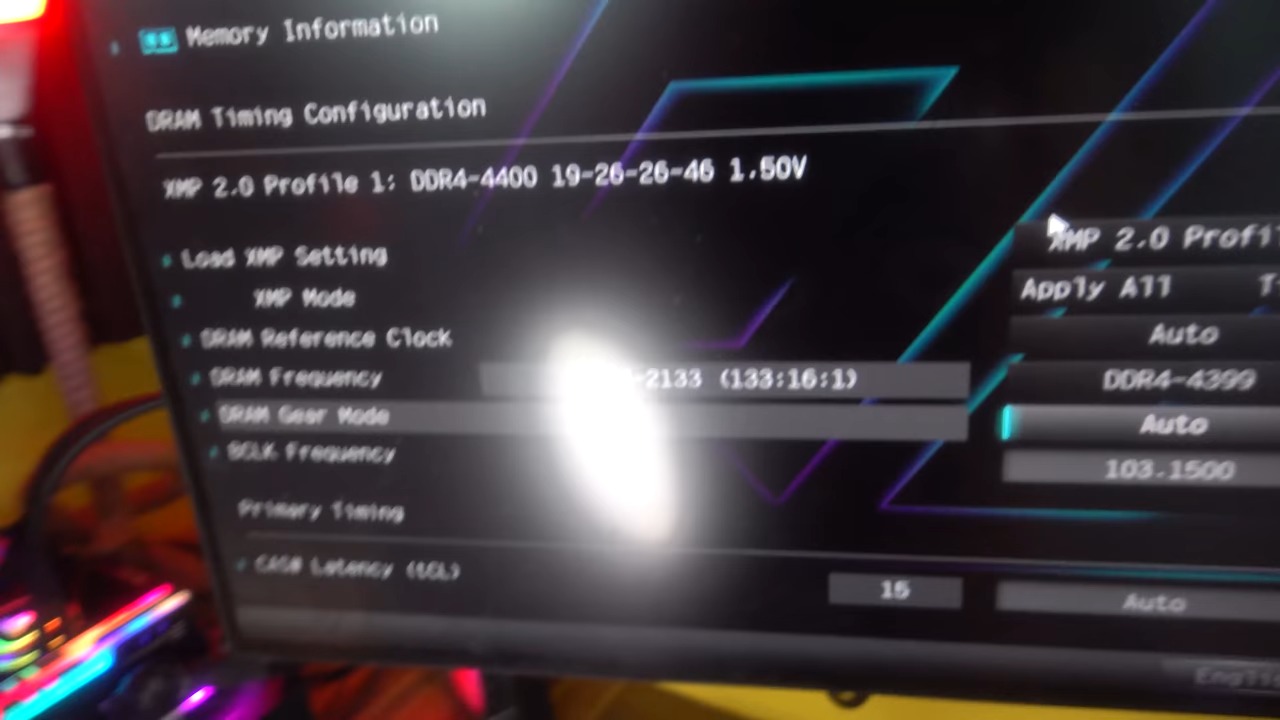 Memory Information
DRAM Timing Configuration
XMP 2.0 Profile 1: DDR4-4400 19-26-26-46 1.50V
Load XMP Setting XMP 2.0 Profi
XMP Mode Apply All
DRAM Reference Clock Auto
DRAM Frequency -2133 (133:16:1) DDR4-4399
DRAM Gear Mode Auto
BCLK Frequency 103.1500
Primary Timing
CAS# Latency (tCL) 15 Auto
Englis